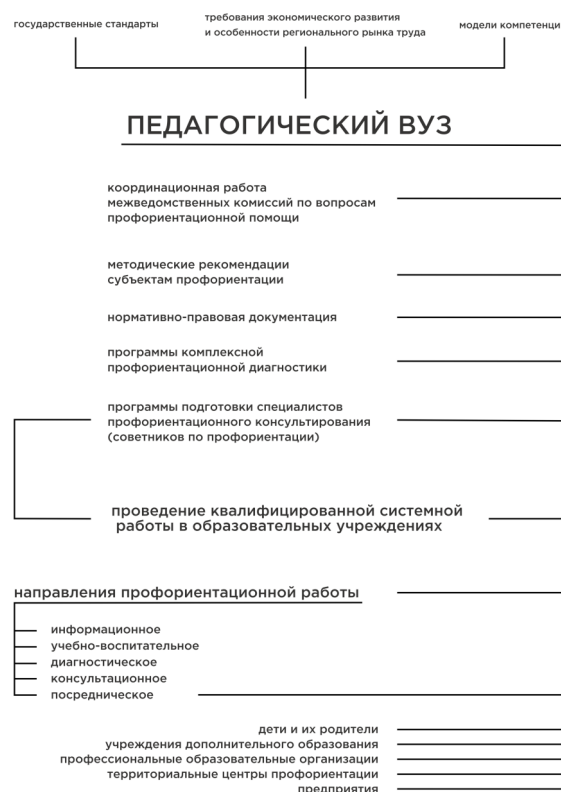 государственные стандарты
требования экономического развития
и особенности регионального рынка труда
модели компетенци
ПЕДАГОГИЧЕСКИЙ ВУЗ
координационная работа
межведомственных комиссий по вопросам
профориентационной помощи
методические рекомендации
субъектам профориентации
нормативно-правовая документация
программы комплексной
профориентационной диагностики
программы подготовки специалистов
профориентационного консультирования
(советников по профориентации)
проведение квалифицированной системной
работы в образовательных учреждениях
направления профориентационной работы
информационное
учебно-воспитательное
диагностическое
консультационное
посредническое
дети и их родители
учреждения дополнительного образования
профессиональные образовательные организации
территориальные центры профориентации
предприятия